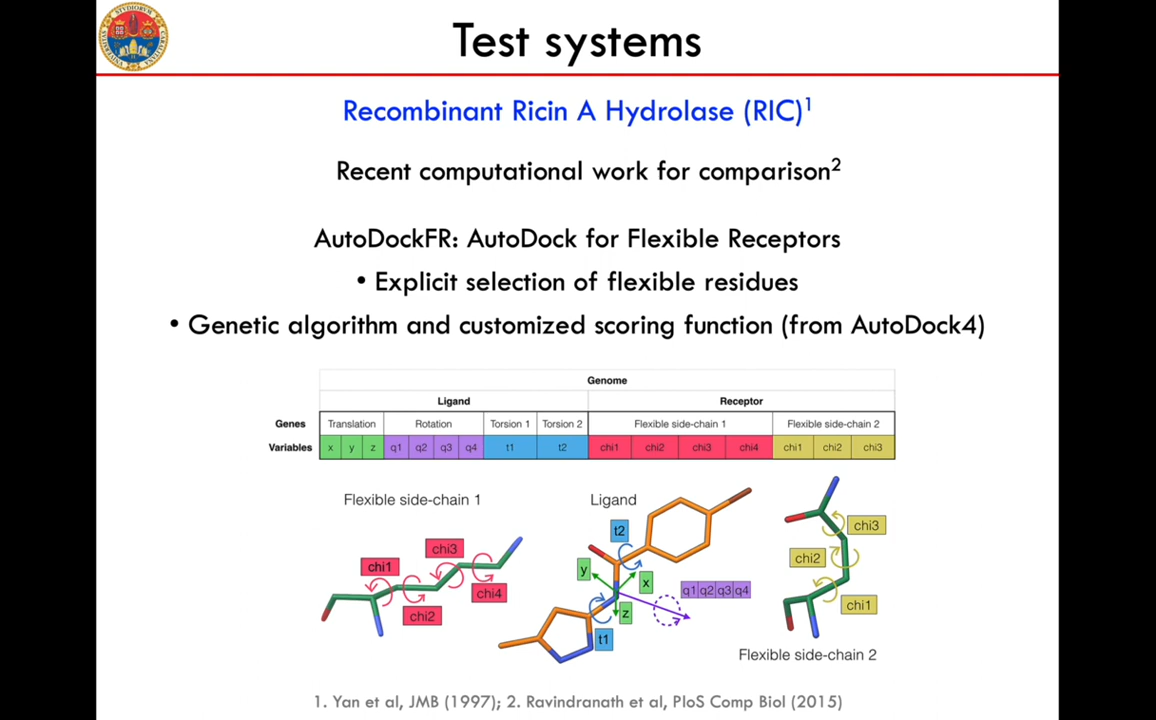 Test systems
Recombinant Ricin A Hydrolase (RIC)1
Recent computational work for comparison2
AutoDockFR: AutoDock for Flexible Receptors
• Explicit selection of flexible residues
• Genetic algorithm and customized scoring function (from AutoDock4)
Genome
Ligand Receptor
Genes Translation Rotation Torsion 1 Torsion 2 Flexible side-chain 1 Flexible side-chain 2
Variables x y z q1 q2 q3 q4 t1 t2 chi1 chi2 chi3 chi4 chi1 chi2 chi3
Flexible side-chain 1
chi1
chi3
chi2
chi4
Ligand
t2
y
x
z
q1 q2 q3 q4
t1
chi3
chi2
chi1
Flexible side-chain 2
1. Yan et al, JMB (1997); 2. Ravindranath et al, PloS Comp Biol (2015)